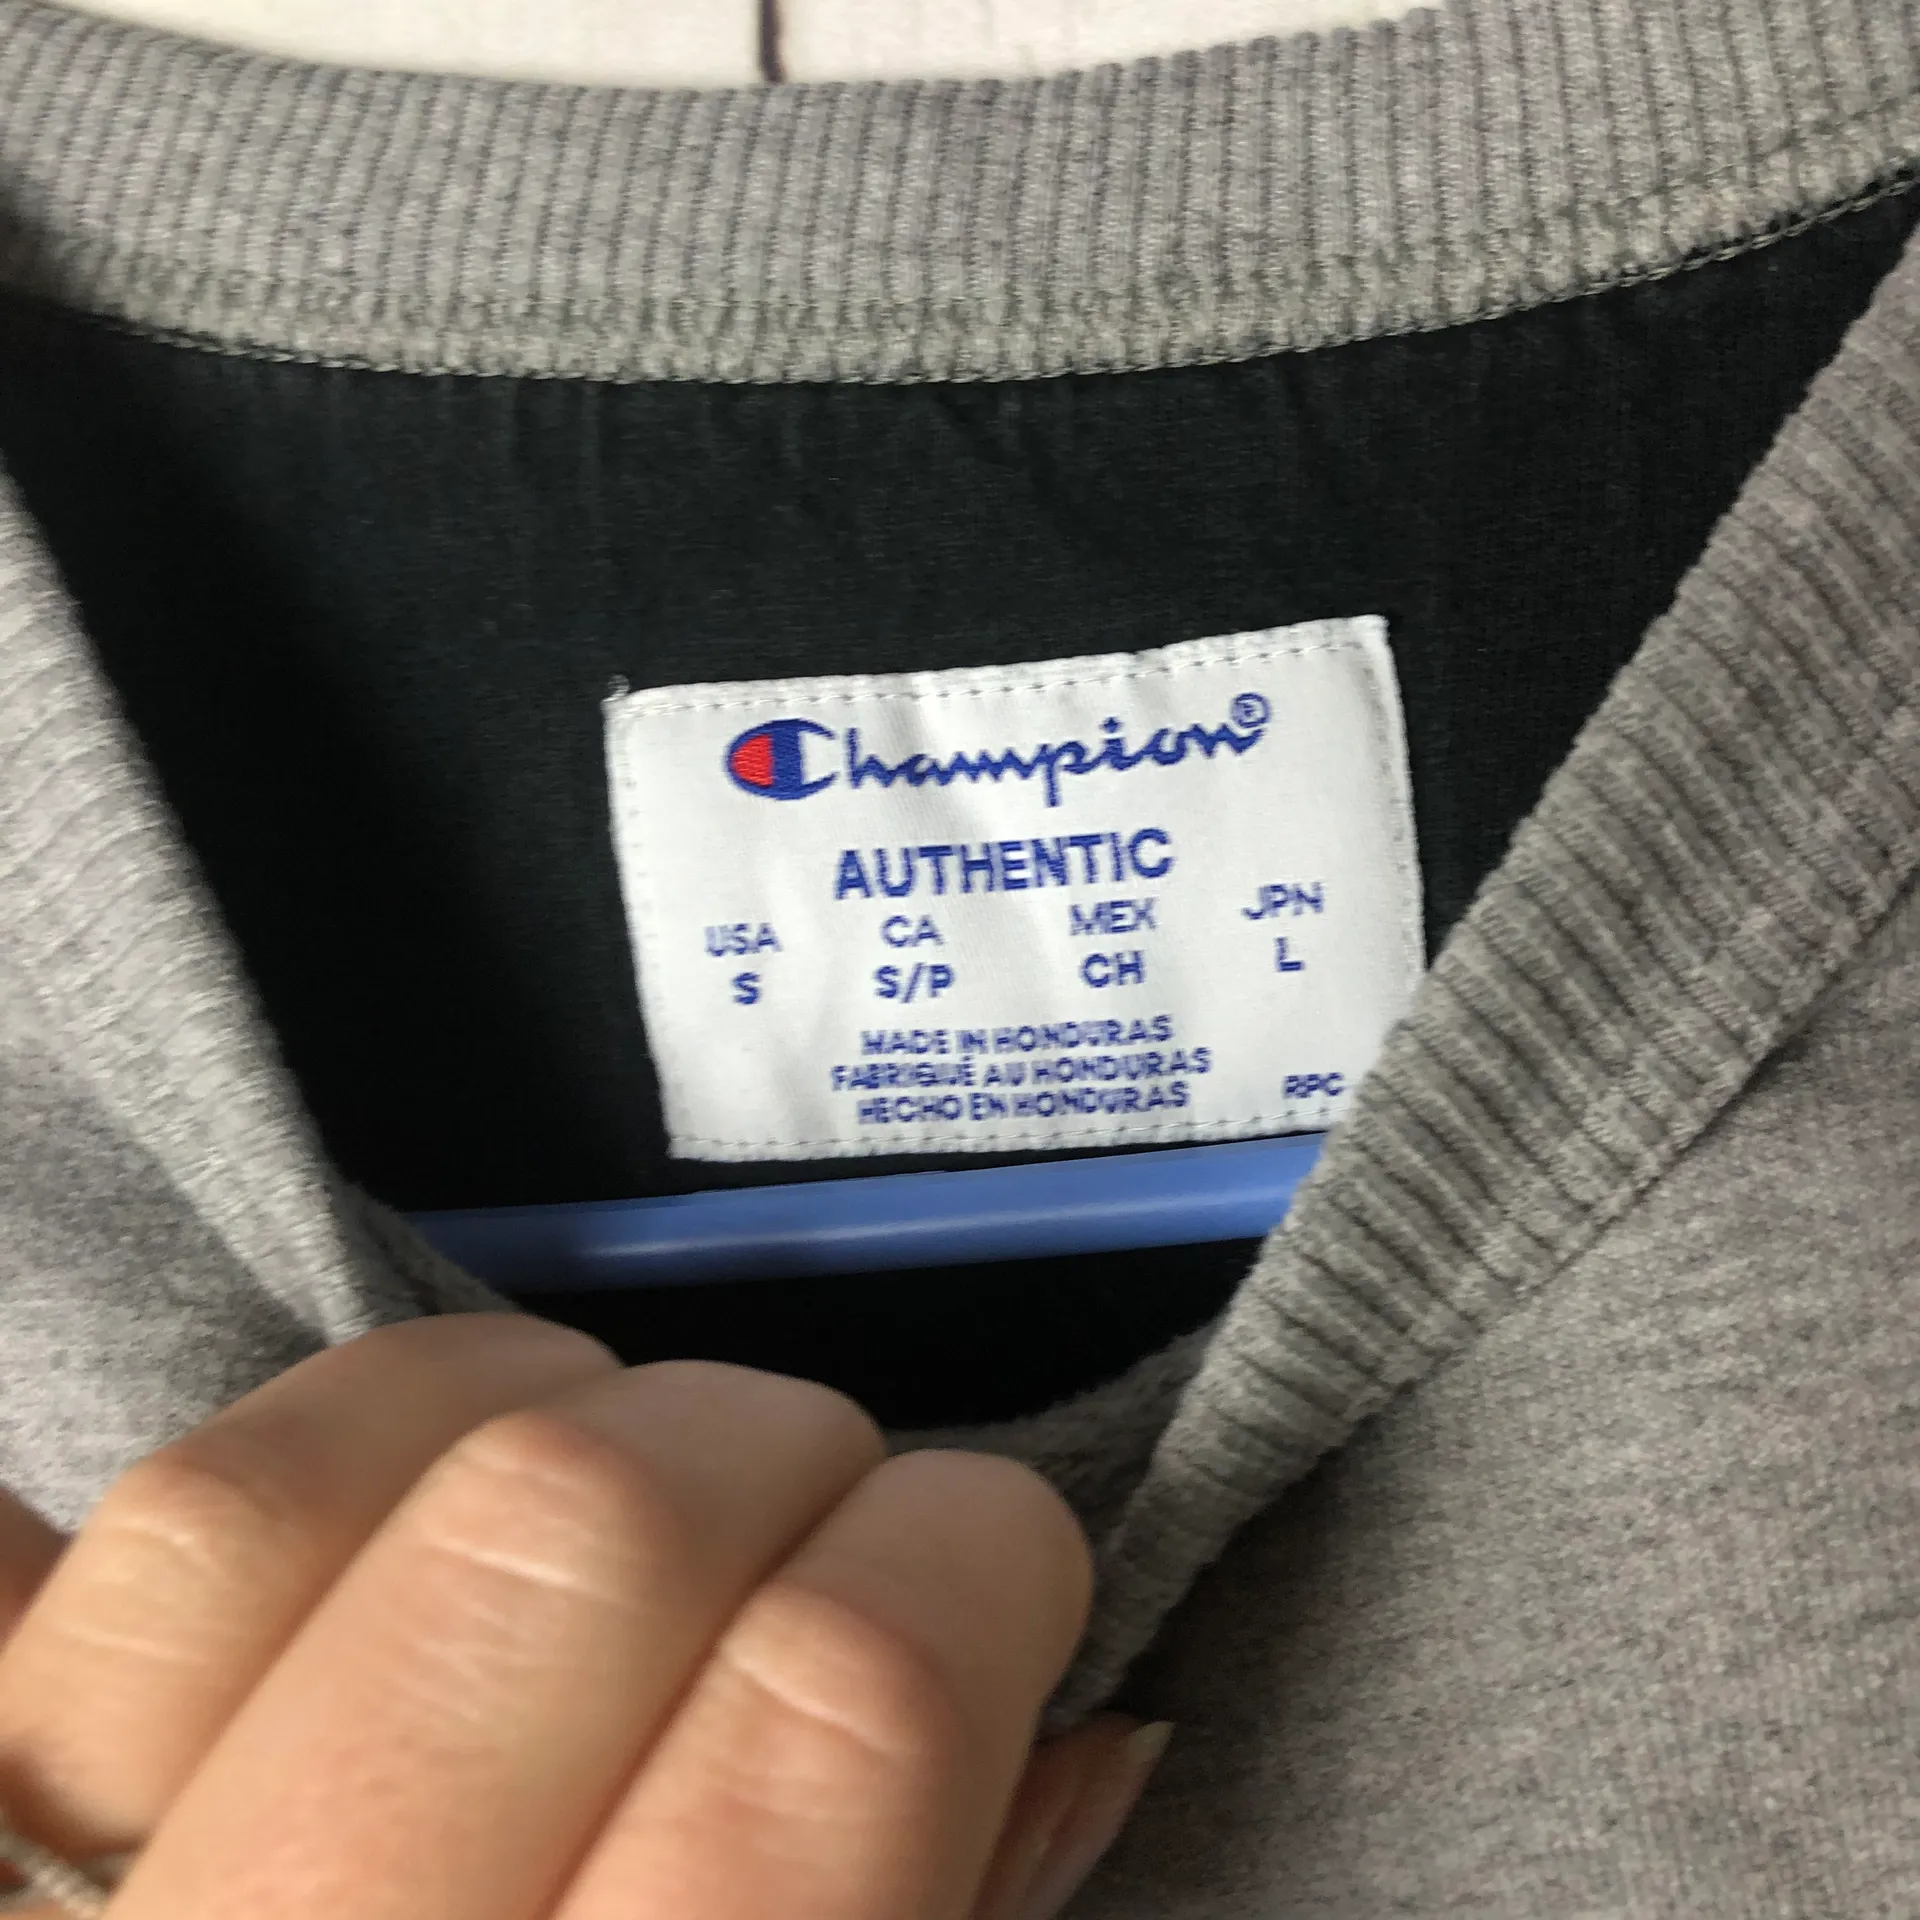 Champion®
AUTHENTIC
USA CA MEX JPN
S S/P CH L
MADE IN HONDURAS
FABRIQUÉ AU HONDURAS
HECHO EN HONDURAS RPC